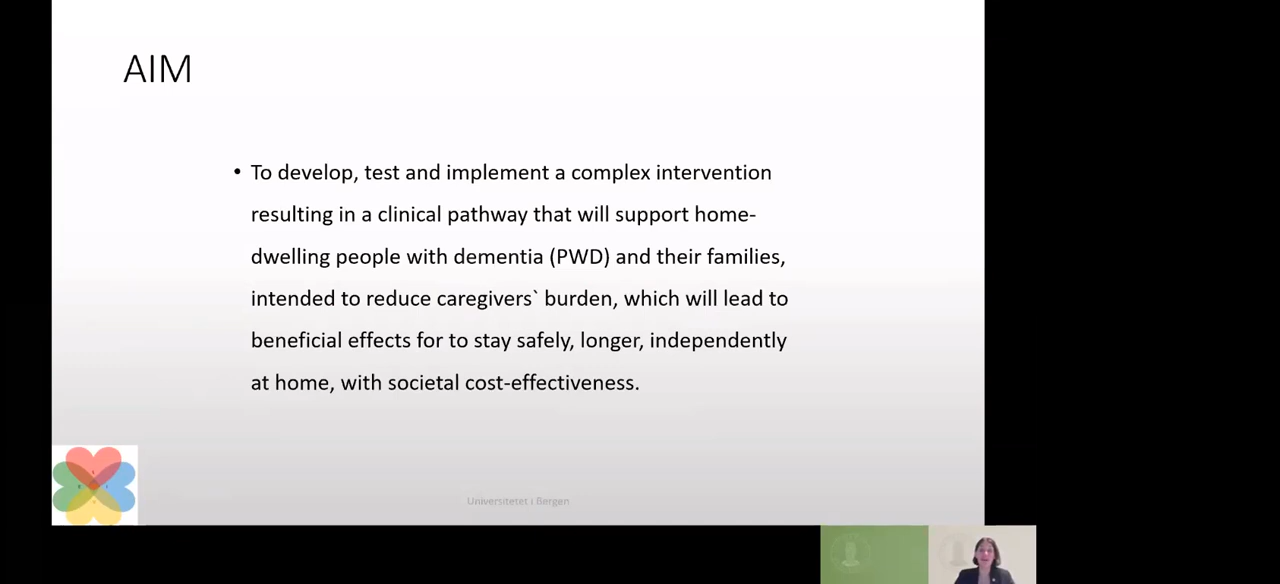 AIM
• To develop, test and implement a complex intervention
resulting in a clinical pathway that will support home-
dwelling people with dementia (PWD) and their families,
intended to reduce caregivers` burden, which will lead to
beneficial effects for to stay safely, longer, independently
at home, with societal cost-effectiveness.
Universitetet i Bergen